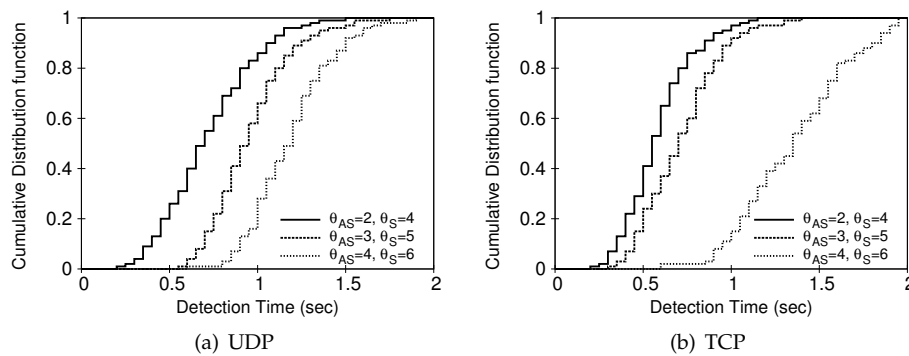 Cumulative Distribution function
1
0.8
0.6
0.4
0.2
0
θAS=2, θS=4
θAS=3, θS=5
θAS=4, θS=6
0 0.5 1 1.5 2
Detection Time (sec)
(a) UDP
Cumulative Distribution function
1
0.8
0.6
0.4
0.2
0
θAS=2, θS=4
θAS=3, θS=5
θAS=4, θS=6
0 0.5 1 1.5 2
Detection Time (sec)
(b) TCP